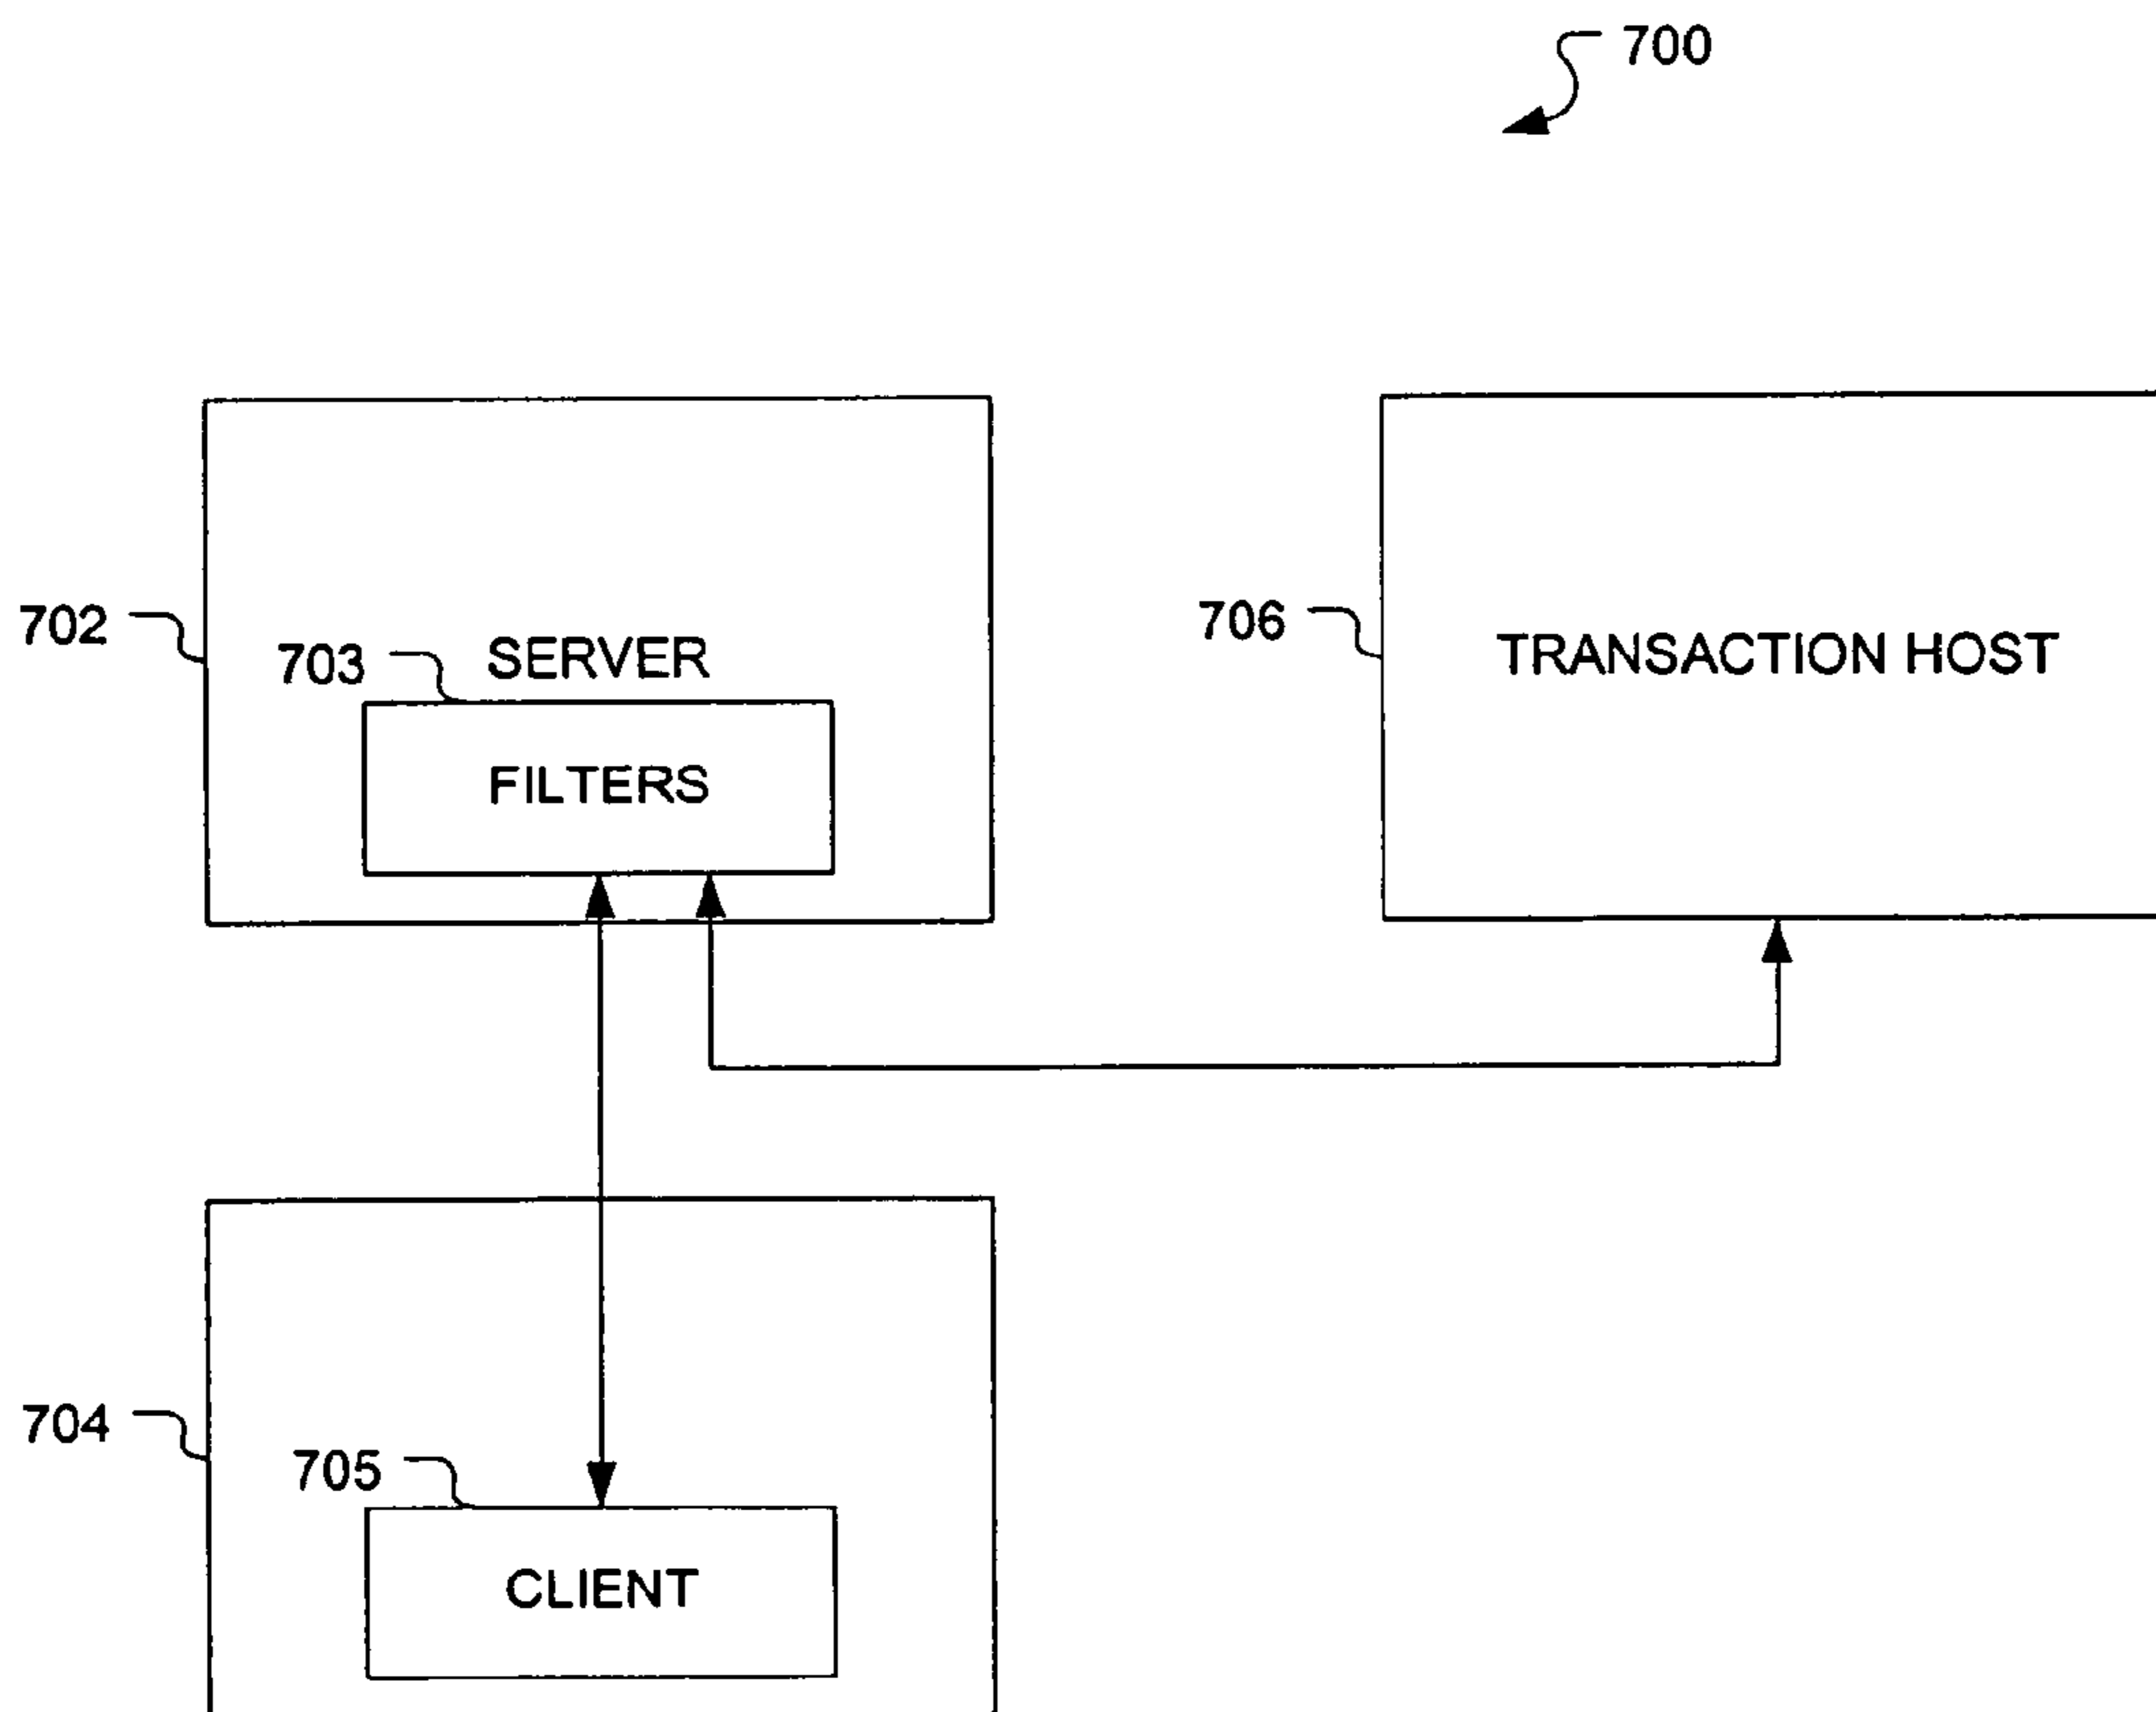 700
702
703
SERVER
FILTERS
706
TRANSACTION HOST
704
705
CLIENT